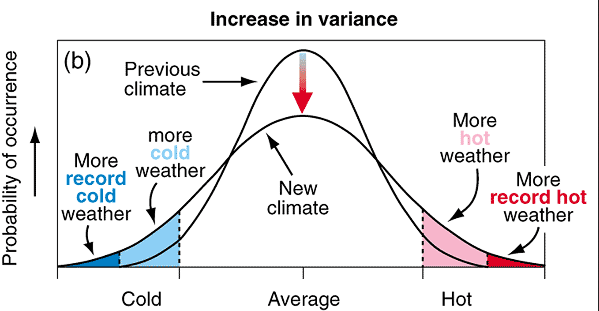 Increase in variance
(b)
Probability of occurrence
Previous
climate
New
climate
More
record
cold
weather
more
cold
weather
More
hot
weather
More
record hot
weather
Cold
Average
Hot